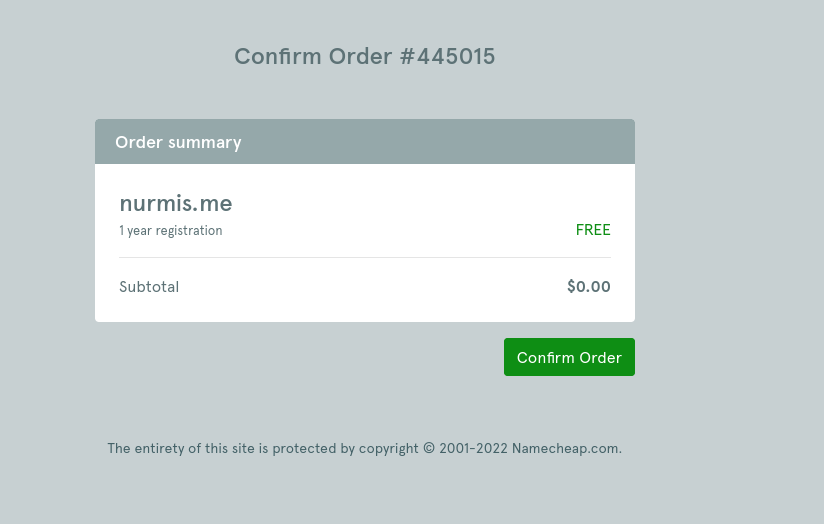 Confirm Order #445015
Order summary
nurmis.me
1 year registration
FREE
Subtotal
$0.00
Confirm Order
The entirety of this site is protected by copyright © 2001-2022 Namecheap.com.